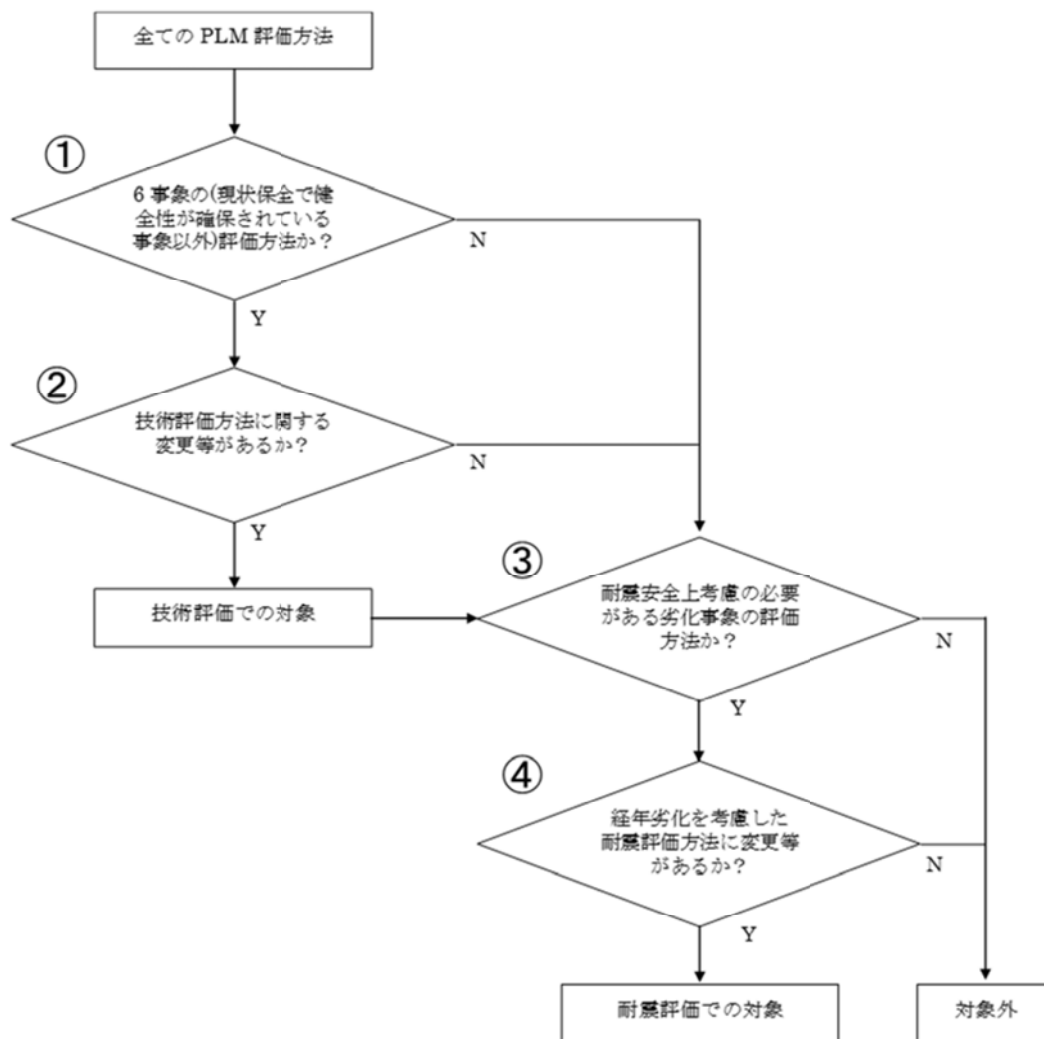 全ての PLM 評価方法
①
6 事象の(現状保全で健
全性が確保されている
事象以外)評価方法か？
N
Y
②
技術評価方法に関する
変更等があるか？
N
Y
技術評価での対象
③
耐震安全上考慮の必要
がある劣化事象の評価
方法か？
N
Y
④
経年劣化を考慮した
耐震評価方法に変更等
があるか？
N
Y
耐震評価での対象
対象外